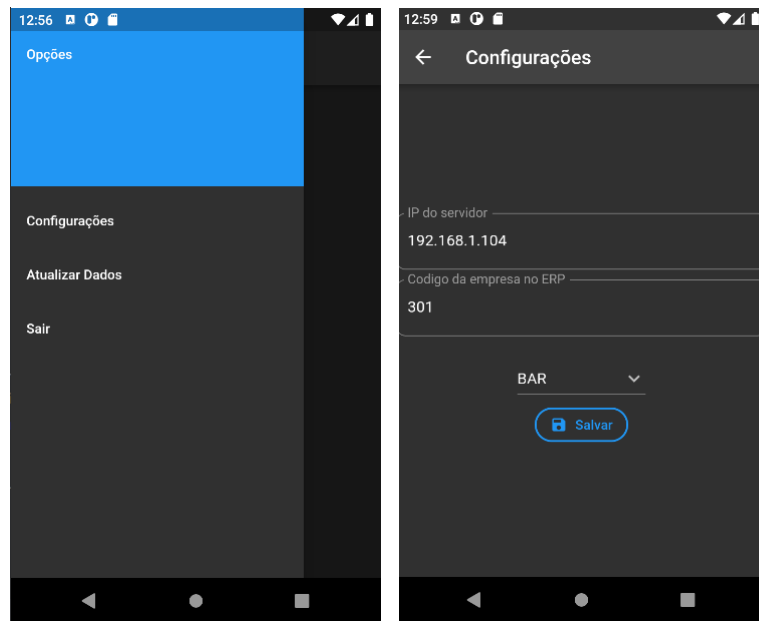 12:56
Opções
Configurações
Atualizar Dados
Sair
12:59
Configurações
IP do servidor
192.168.1.104
Codigo da empresa no ERP
301
BAR
Salvar